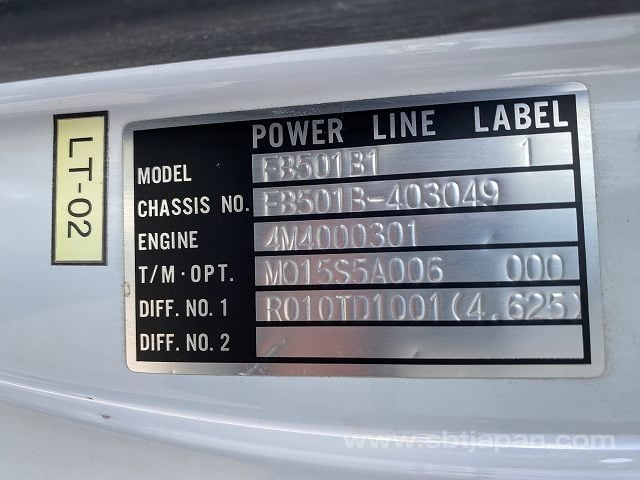 POWER LINE LABEL
MODEL FB501B1 1
CHASSIS NO. FB501B-403049
ENGINE 4M4000301
T/M·OPT. M015S5A006 000
DIFF. NO. 1 R010TD1001(4.625)
DIFF. NO. 2
LT-02
www.sbtjapan.com